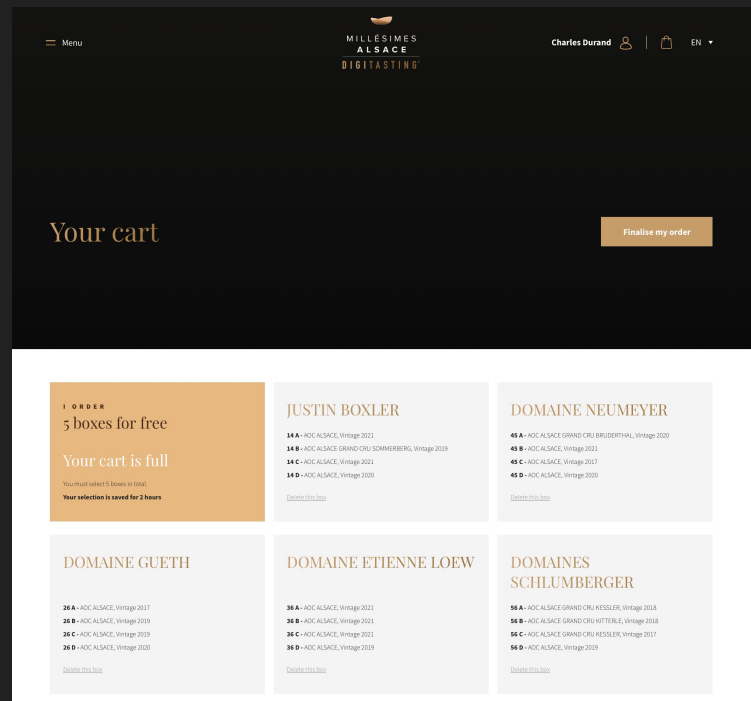 Menu
MILLÉSIMES
ALSACE
DIGITASTING
Charles Durand
EN
Your cart
Finalise my order
I ORDER
5 boxes for free
Your cart is full
You must select 5 boxes in total.
Your selection is saved for 2 hours
JUSTIN BOXLER
14 A - AOC ALSACE, Vintage 2021
14 B - AOC ALSACE GRAND CRU SOMMERBERG, Vintage 2019
14 C - AOC ALSACE, Vintage 2021
14 D - AOC ALSACE, Vintage 2020
Delete this box
DOMAINE NEUMEYER
45 A - AOC ALSACE GRAND CRU BRUDERTHAL, Vintage 2020
45 B - AOC ALSACE, Vintage 2021
45 C - AOC ALSACE, Vintage 2017
45 D - AOC ALSACE, Vintage 2020
Delete this box
DOMAINE GUETH
26 A - AOC ALSACE, Vintage 2017
26 B - AOC ALSACE, Vintage 2019
26 C - AOC ALSACE, Vintage 2019
26 D - AOC ALSACE, Vintage 2020
Delete this box
DOMAINE ETIENNE LOEW
36 A - AOC ALSACE, Vintage 2021
36 B - AOC ALSACE, Vintage 2021
36 C - AOC ALSACE, Vintage 2021
36 D - AOC ALSACE, Vintage 2019
Delete this box
DOMAINES
SCHLUMBERGER
56 A - AOC ALSACE GRAND CRU KESSLER, Vintage 2018
56 B - AOC ALSACE GRAND CRU KITTERLE, Vintage 2018
56 C - AOC ALSACE GRAND CRU KESSLER, Vintage 2017
56 D - AOC ALSACE, Vintage 2019
Delete this box